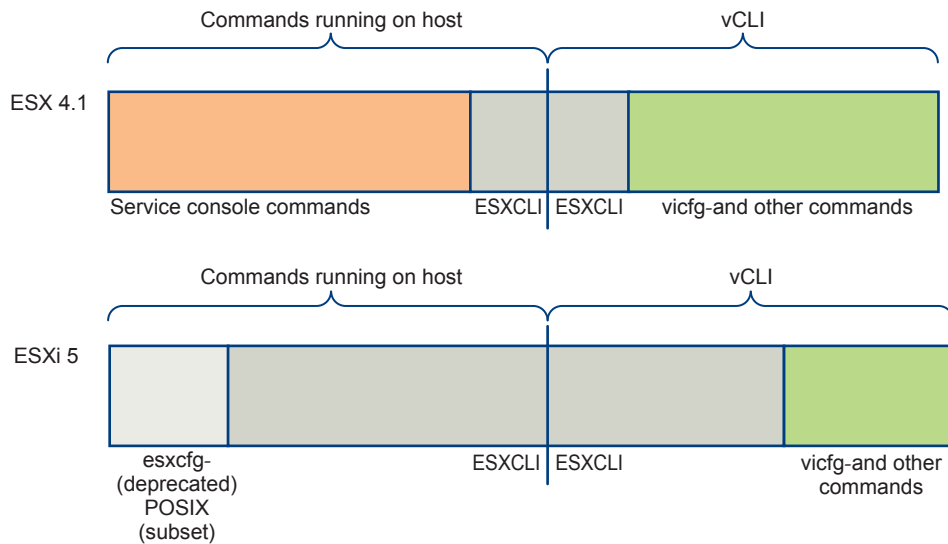 Commands running on host
vCLI
ESX 4.1
Service console commands
ESXCLI
ESXCLI
vicfg-and other commands
Commands running on host
vCLI
ESXi 5
esxcfg-
(deprecated)
POSIX
(subset)
ESXCLI
ESXCLI
vicfg-and other
commands